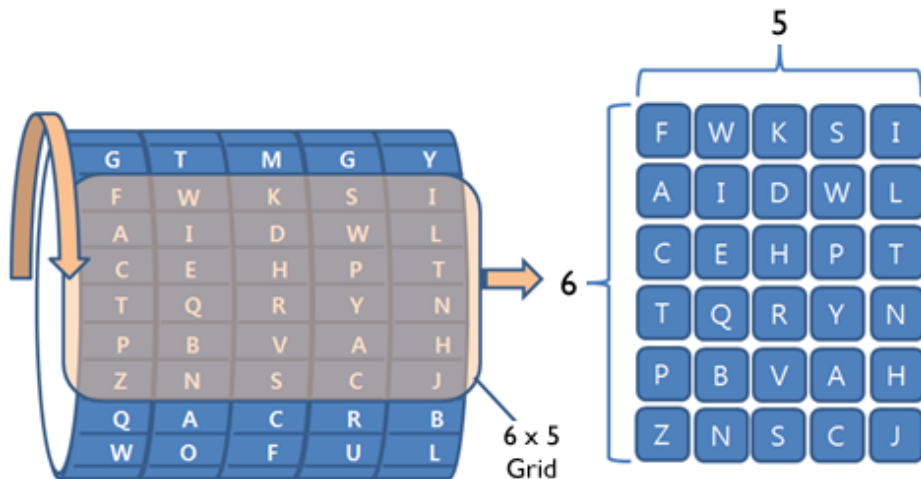 5
G T M G Y
F W K S I
A I D W L
C E H P T
T Q R Y N
P B V A H
Z N S C J
Q A C R B
W O F U L
6 x 5
Grid
6
F W K S I
A I D W L
C E H P T
T Q R Y N
P B V A H
Z N S C J